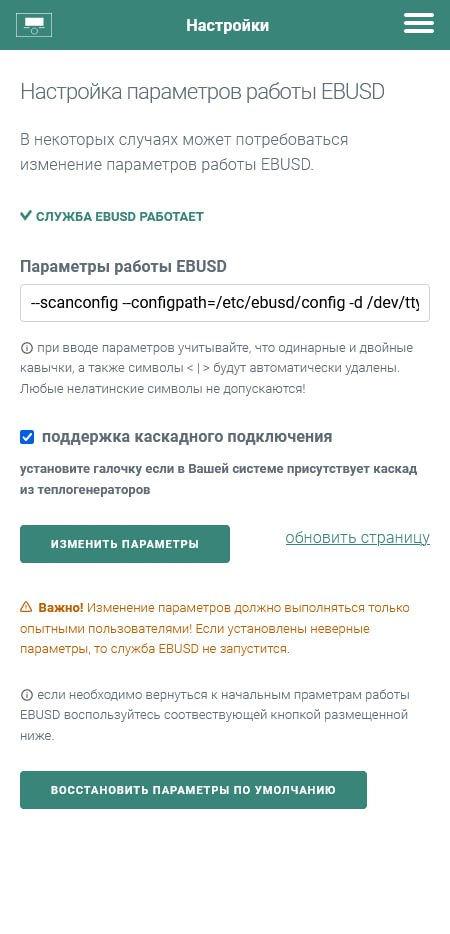 Настройки
Настройка параметров работы EBUSD
В некоторых случаях может потребоваться
изменение параметров работы EBUSD.
СЛУЖБА EBUSD РАБОТАЕТ
Параметры работы EBUSD
--scanconfig --configpath=/etc/ebusd/config -d /dev/tty
при вводе параметров учитывайте, что одинарные и двойные
кавычки, а также символы < | > будут автоматически удалены.
Любые нелатинские символы не допускаются!
поддержка каскадного подключения
установите галочку если в Вашей системе присутствует каскад
из теплогенераторов
ИЗМЕНИТЬ ПАРАМЕТРЫ
обновить страницу
Важно! Изменение параметров должно выполняться только
опытными пользователями! Если установлены неверные
параметры, то служба EBUSD не запустится.
если необходимо вернуться к начальным праметрам работы
EBUSD воспользуйтесь соотвествующей кнопкой размещенной
ниже.
ВОССТАНОВИТЬ ПАРАМЕТРЫ ПО УМОЛЧАНИЮ